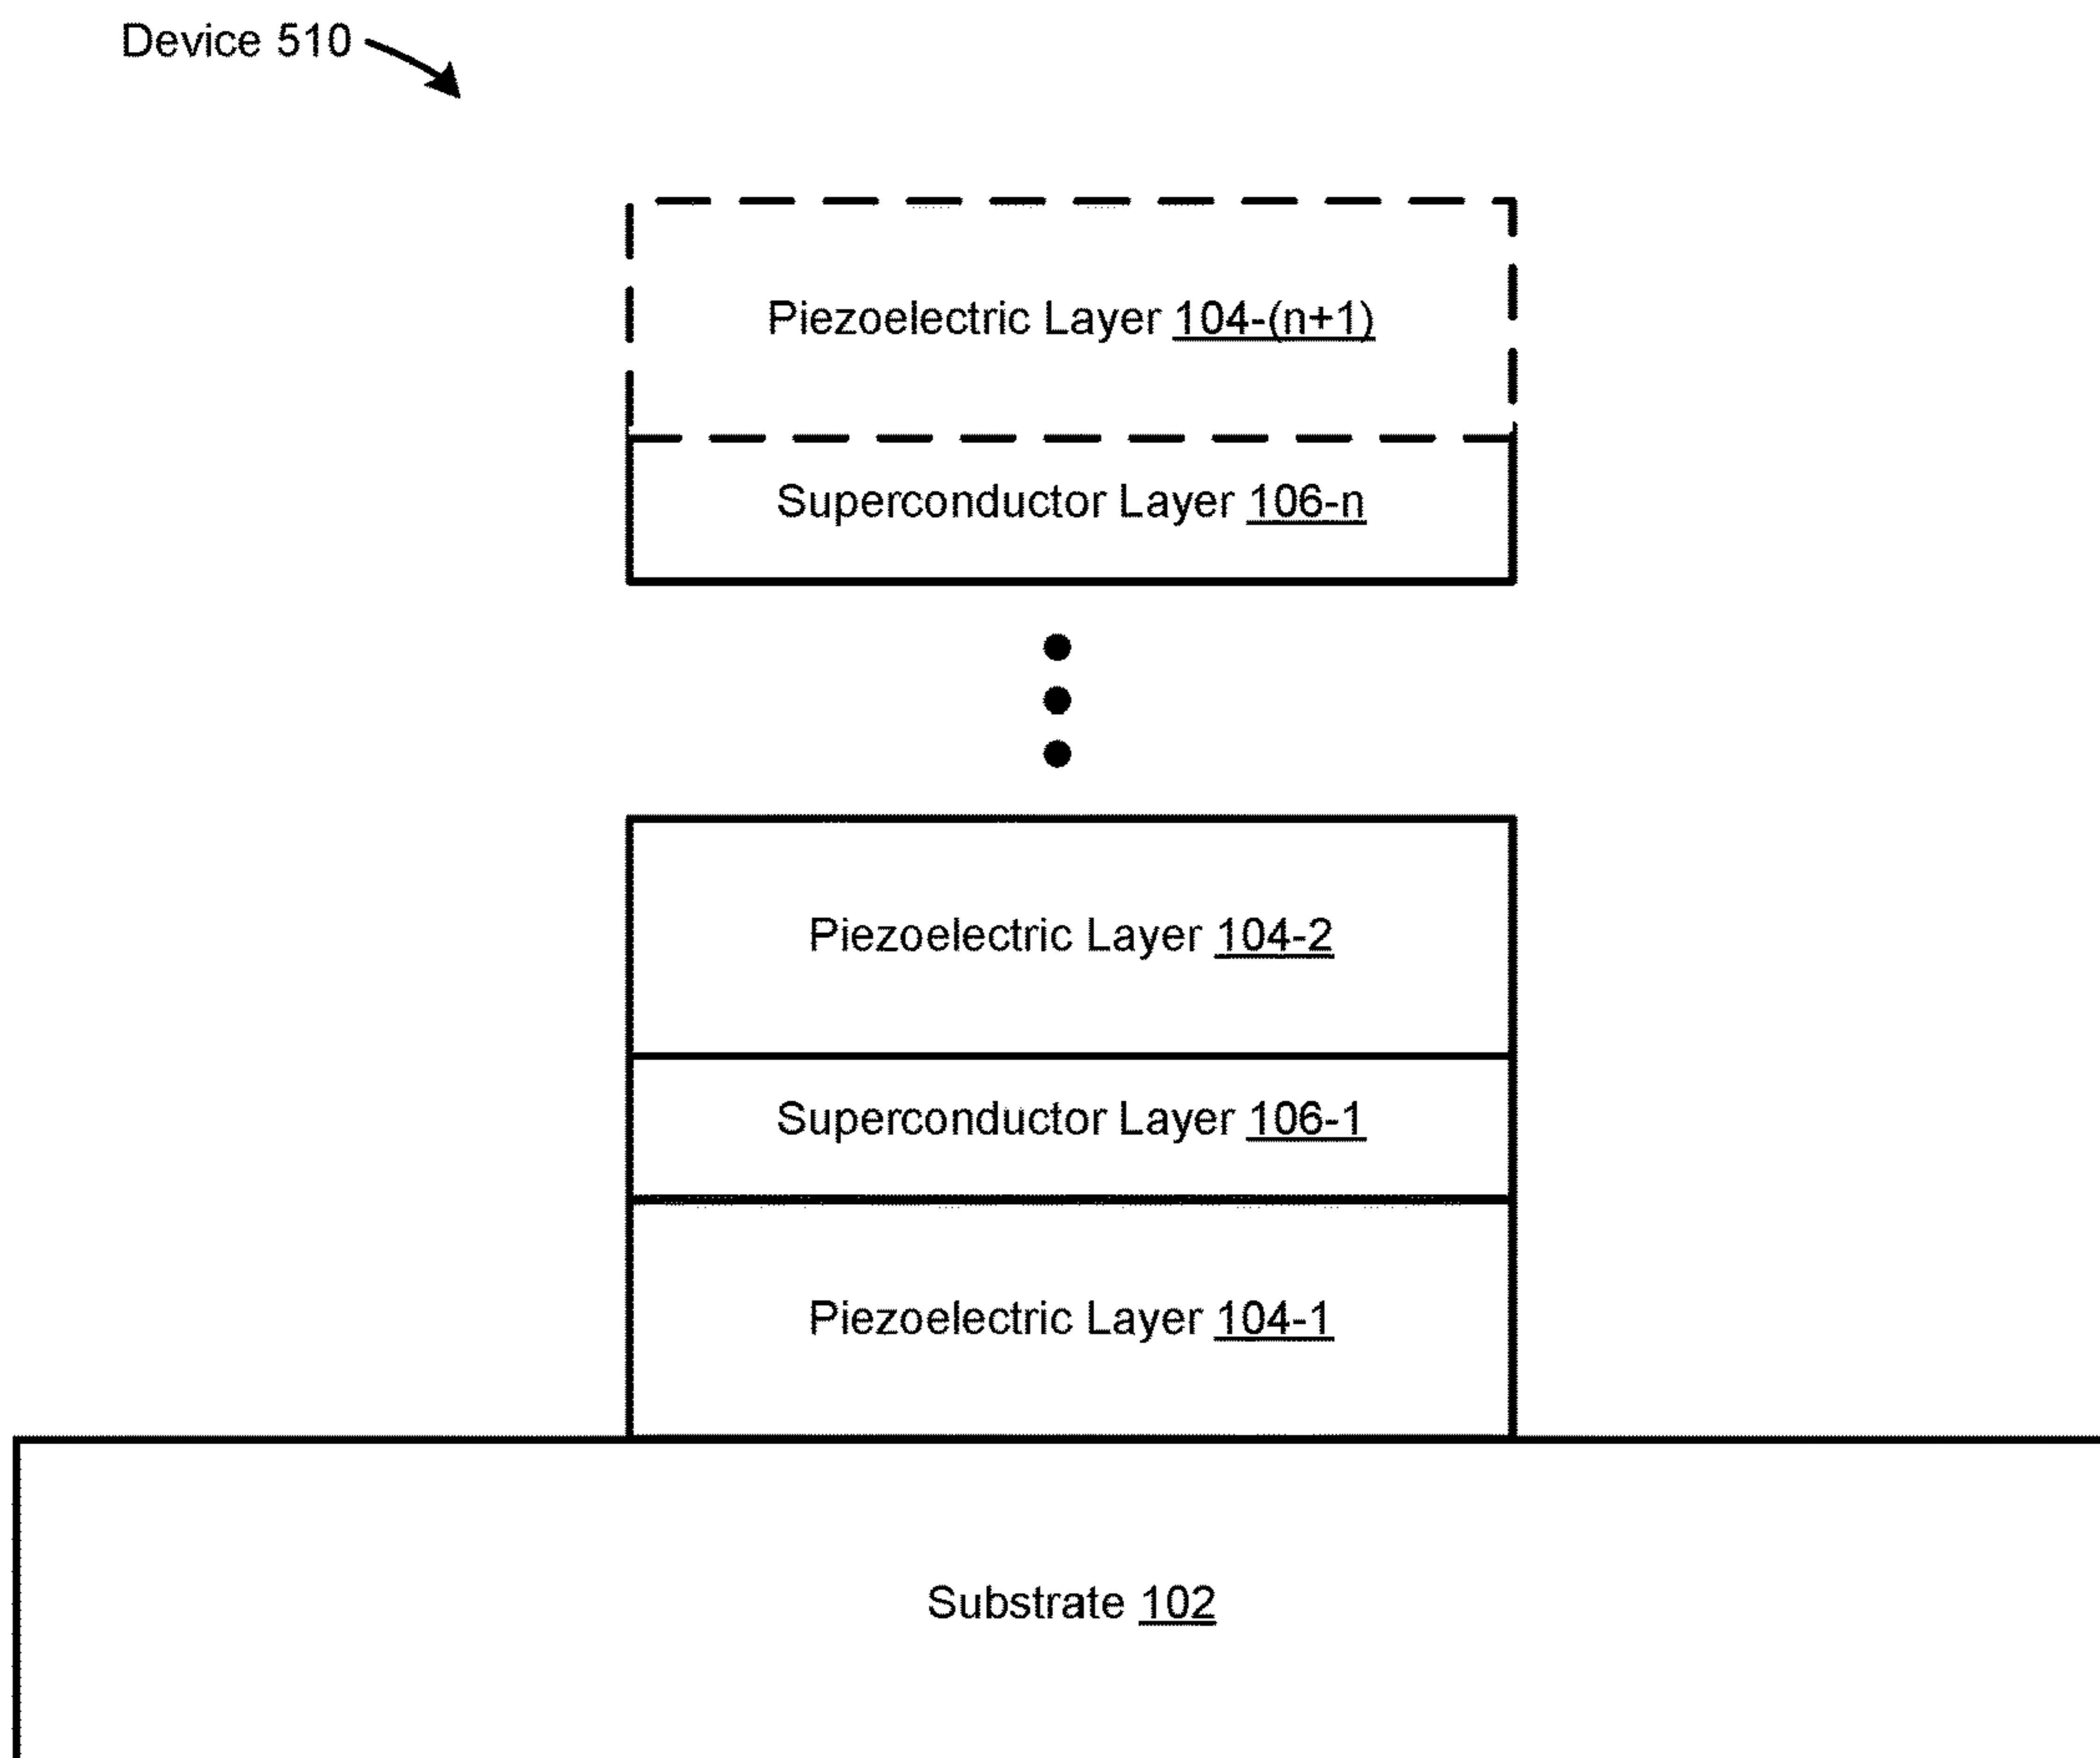 Device 510
Piezoelectric Layer 104-(n+1)
Superconductor Layer 106-n
Piezoelectric Layer 104-2
Superconductor Layer 106-1
Piezoelectric Layer 104-1
Substrate 102